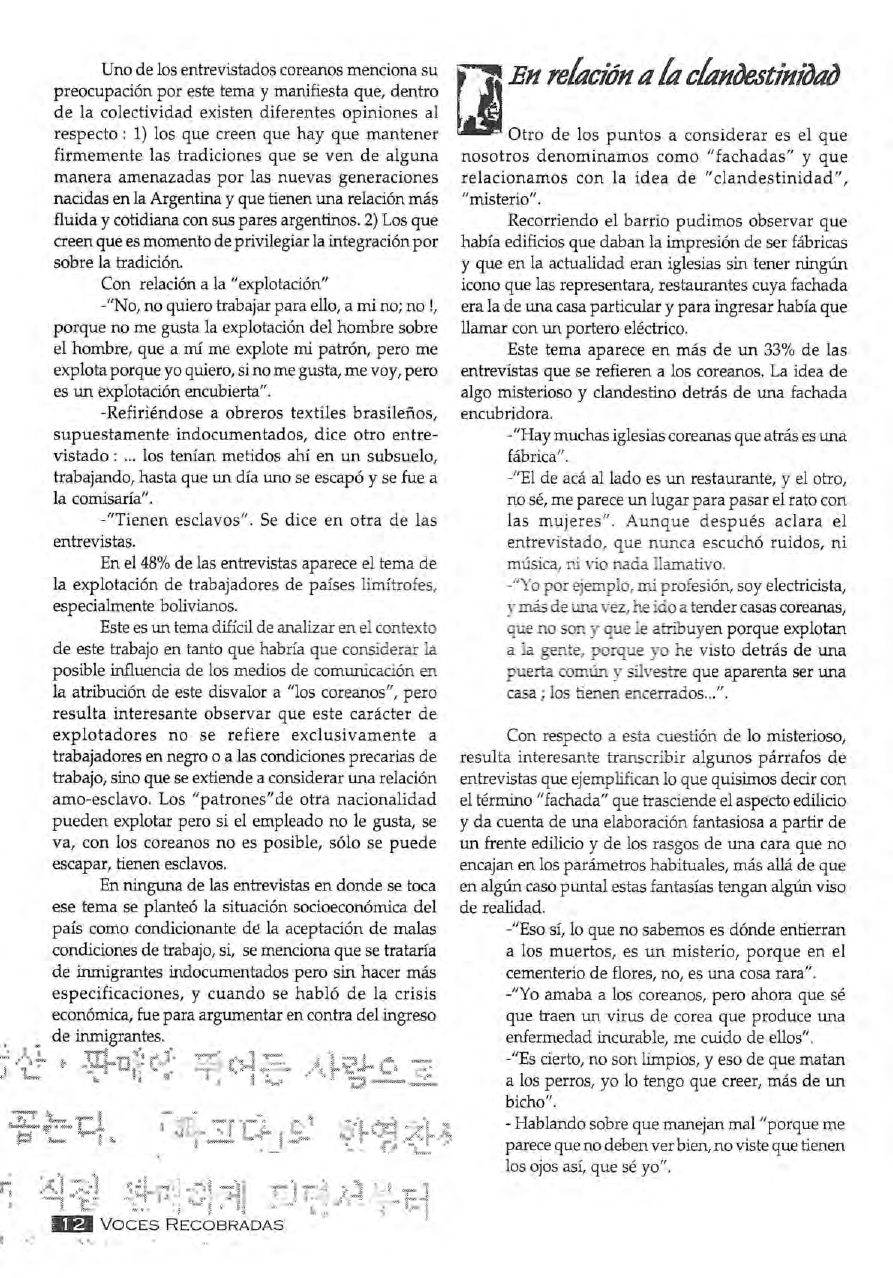 Uno de los entrevistados coreanos menciona su
preocupación por este tema y manifiesta que, dentro
de la colectividad existen diferentes opiniones al
respecto : 1) los que creen que hay que mantener
firmemente las tradiciones que se ven de alguna
manera amenazadas por las nuevas generaciones
nacidas en la Argentina y que tienen una relación más
fluida y cotidiana con sus pares argentinos. 2) Los que
creen que es momento de privilegiar la integración por
sobre la tradición.
Con relación a la "explotación"
-"No, no quiero trabajar para ello, a mi no; no !,
porque no me gusta la explotación del hombre sobre
el hombre, que a mí me explote mi patrón, pero me
explota porque yo quiero, si no me gusta, me voy, pero
es un explotación encubierta".
-Refiriéndose a obreros textiles brasileños,
supuestamente indocumentados, dice otro entre-
vistado : ... los tenían metidos ahí en un subsuelo,
trabajando, hasta que un día uno se escapó y se fue a
la comisaría".
-"Tienen esclavos". Se dice en otra de las
entrevistas.
En el 48% de las entrevistas aparece el tema de
la explotación de trabajadores de países limítrofes,
especialmente bolivianos.
Este es un tema difícil de analizar en el contexto
de este trabajo en tanto que habría que considerar la
posible influencia de los medios de comunicación en
la atribución de este disvalor a "los coreanos", pero
resulta interesante observar que este carácter de
explotadores no se refiere exclusivamente a
trabajadores en negro o a las condiciones precarias de
trabajo, sino que se extiende a considerar una relación
amo-esclavo. Los "patrones"de otra nacionalidad
pueden explotar pero si el empleado no le gusta, se
va, con los coreanos no es posible, sólo se puede
escapar, tienen esclavos.
En ninguna de las entrevistas en donde se toca
ese tema se planteó la situación socioeconómica del
país como condicionante de la aceptación de malas
condiciones de trabajo, si, se menciona que se trataría
de inmigrantes indocumentados pero sin hacer más
especificaciones, y cuando se habló de la crisis
económica, fue para argumentar en contra del ingreso
de inmigrantes.
판매량 뛰어든 사람으로
꼽는다.
직장
12 VOCES RECOBRADAS
En relación a la clandestinidad
Otro de los puntos a considerar es el que
nosotros denominamos como "fachadas" y que
relacionamos con la idea de "clandestinidad",
"misterio".
Recorriendo el barrio pudimos observar que
había edificios que daban la impresión de ser fábricas
y que en la actualidad eran iglesias sin tener ningún
icono que las representara, restaurantes cuya fachada
era la de una casa particular y para ingresar había que
llamar con un portero eléctrico.
Este tema aparece en más de un 33% de las
entrevistas que se refieren a los coreanos. La idea de
algo misterioso y clandestino detrás de una fachada
encubridora.
-"Hay muchas iglesias coreanas que atrás es una
fábrica".
-"El de acá al lado es un restaurante, y el otro,
no sé, me parece un lugar para pasar el rato con
las mujeres". Aunque después aclara el
entrevistado, que nunca escuchó ruidos, ni
música, ni vio nada llamativo.
-"Yo por ejemplo, mi profesión, soy electricista,
y más de una vez, he ido a tender casas coreanas,
que no son y que le atribuyen porque explotan
a la gente, porque yo he visto detrás de una
puerta común y silvestre que aparenta ser una
casa ; los tienen encerrados...".
Con respecto a esta cuestión de lo misterioso,
resulta interesante transcribir algunos párrafos de
entrevistas que ejemplifican lo que quisimos decir con
el término "fachada" que trasciende el aspecto edilicio
y da cuenta de una elaboración fantasiosa a partir de
un frente edilicio y de los rasgos de una cara que no
encajan en los parámetros habituales, más allá de que
en algún caso puntal estas fantasías tengan algún viso
de realidad.
-"Eso sí, lo que no sabemos es dónde entierran
a los muertos, es un misterio, porque en el
cementerio de flores, no, es una cosa rara".
-"Yo amaba a los coreanos, pero ahora que sé
que traen un virus de corea que produce una
enfermedad incurable, me cuido de ellos".
-"Es cierto, no son limpios, y eso de que matan
a los perros, yo lo tengo que creer, más de un
bicho".
- Hablando sobre que manejan mal "porque me
parece que no deben ver bien, no viste que tienen
los ojos así, que sé yo".